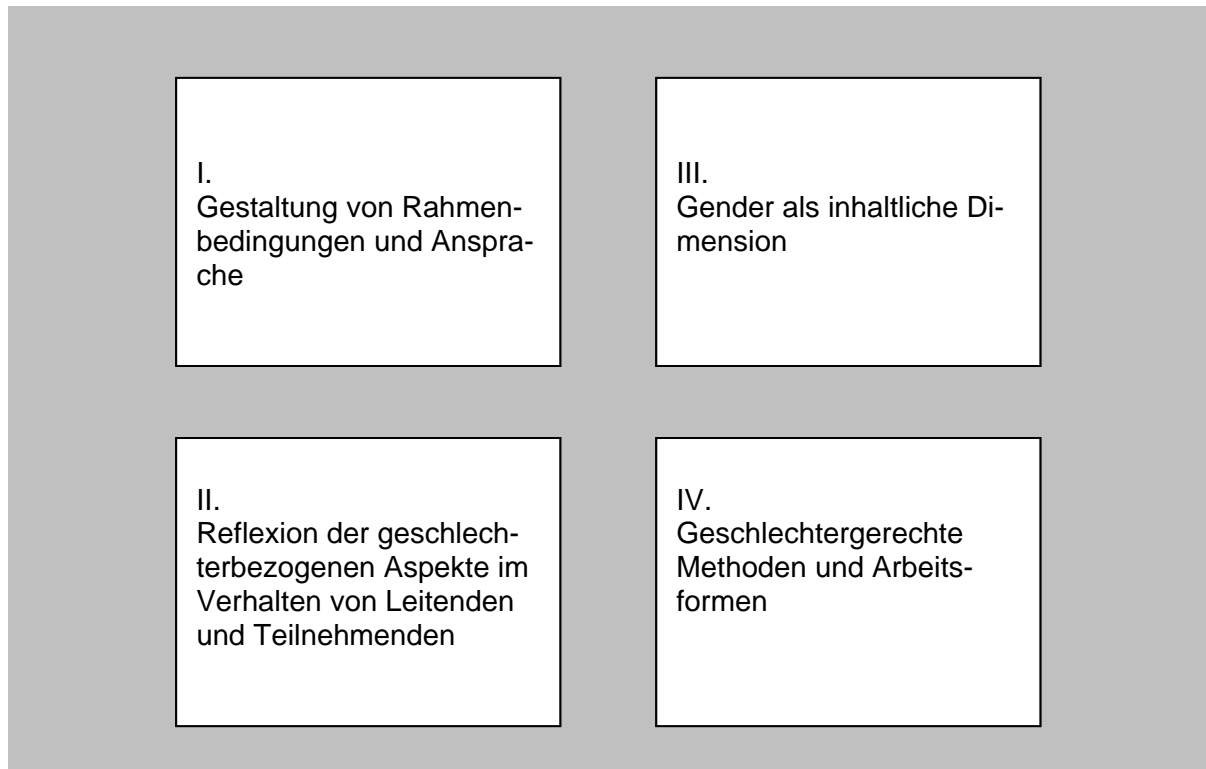 I.
Gestaltung von Rahmen-
bedingungen und Anspra-
che
II.
Reflexion der geschlech-
terbezogenen Aspekte im
Verhalten von Leitenden
und Teilnehmenden
III.
Gender als inhaltliche Di-
mension
IV.
Geschlechtergerechte
Methoden und Arbeits-
formen